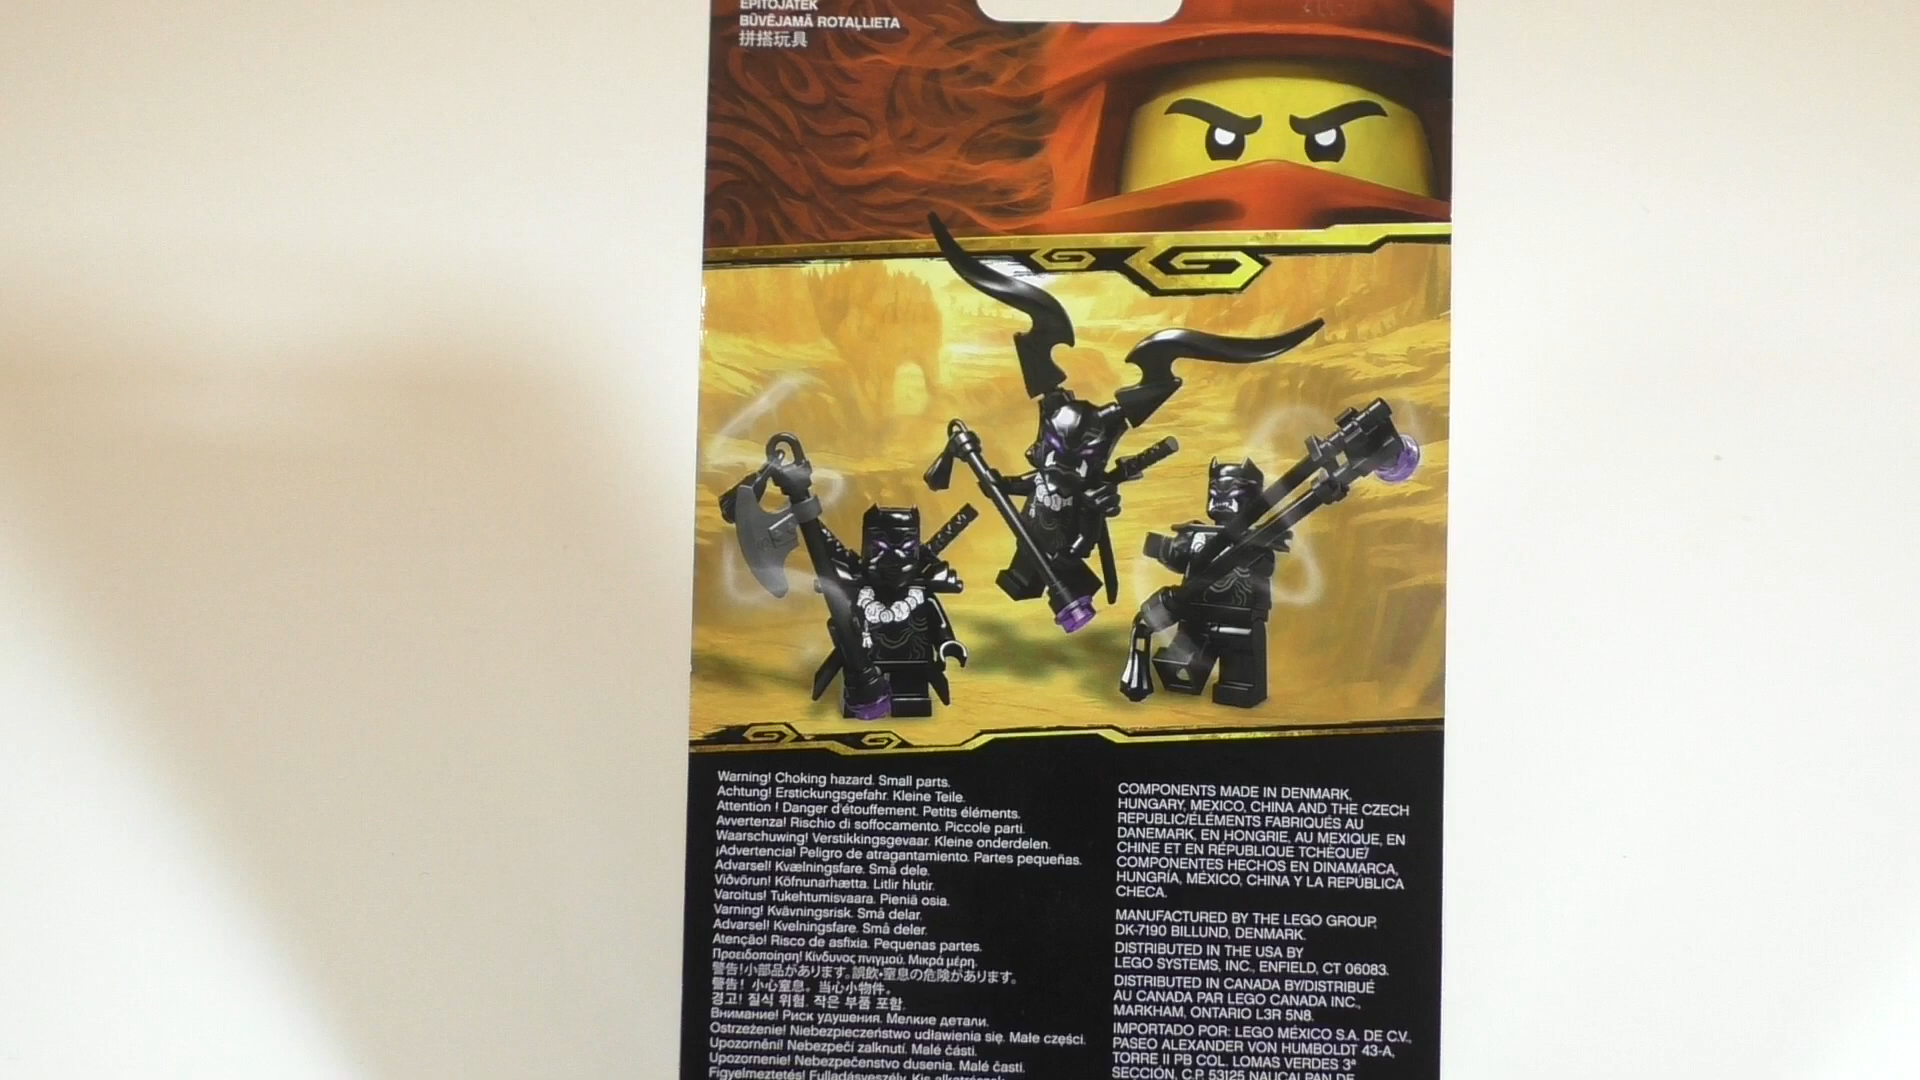 ÉPÍTŐJÁTÉK
BŪVĒJAMĀ ROTAĻLIETA
拼搭玩具
Warning! Choking hazard. Small parts.
Achtung! Erstickungsgefahr. Kleine Teile.
Attention ! Danger d'étouffement. Petits éléments.
Avvertenza! Rischio di soffocamento. Piccole parti.
Waarschuwing! Verstikkingsgevaar. Kleine onderdelen.
¡Advertencia! Peligro de atragantamiento. Partes pequeñas.
Advarsel! Kvælningsfare. Små dele.
Viðvörun! Köfnunarhætta. Litlir hlutir.
Varoitus! Tukehtumisvaara. Pieniä osia.
Varning! Kvävningsrisk. Små delar.
Advarsel! Kvelningsfare. Små deler.
Atenção! Risco de asfixia. Pequenas partes.
Προειδοποίηση! Κίνδυνος πνιγμού. Μικρά μέρη.
警告!小部品があります。誤飲•窒息の危険があります。
警告！小心窒息。当心小物件。
경고! 질식 위험. 작은 부품 포함.
Внимание! Риск удушения. Мелкие детали.
Ostrzeżenie! Niebezpieczeństwo udławienia się. Małe części.
Upozornění! Nebezpečí zalknutí. Malé části.
Upozornenie! Nebezpečenstvo dusenia. Malé časti.
Figyelmeztetés! Fulladásveszély. Kis
COMPONENTS MADE IN DENMARK,
HUNGARY, MEXICO, CHINA AND THE CZECH
REPUBLIC/ÉLÉMENTS FABRIQUÉS AU
DANEMARK, EN HONGRIE, AU MEXIQUE, EN
CHINE ET EN RÉPUBLIQUE TCHÈQUE/
COMPONENTES HECHOS EN DINAMARCA,
HUNGRÍA, MÉXICO, CHINA Y LA REPÚBLICA
CHECA.
MANUFACTURED BY THE LEGO GROUP,
DK-7190 BILLUND, DENMARK.
DISTRIBUTED IN THE USA BY
LEGO SYSTEMS, INC., ENFIELD, CT 06083.
DISTRIBUTED IN CANADA BY/DISTRIBUÉ
AU CANADA PAR LEGO CANADA INC.,
MARKHAM, ONTARIO L3R 5N8.
IMPORTADO POR: LEGO MÉXICO S.A. DE C.V.,
PASEO ALEXANDER VON HUMBOLDT 43-A,
TORRE II PB COL. LOMAS VERDES 3ª
SECCIÓN, C.P. 53125 NAUCALPAN DE